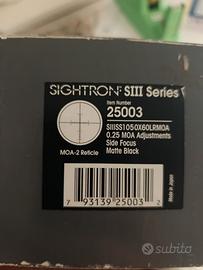 SIGHTRON® SIII Series
Item Number
25003
SIIISS1050X60LRMOA
0.25 MOA Adjustments
Side Focus
Matte Black
MOA-2 Reticle
7 93139 25003 2
Made in Japan
subito